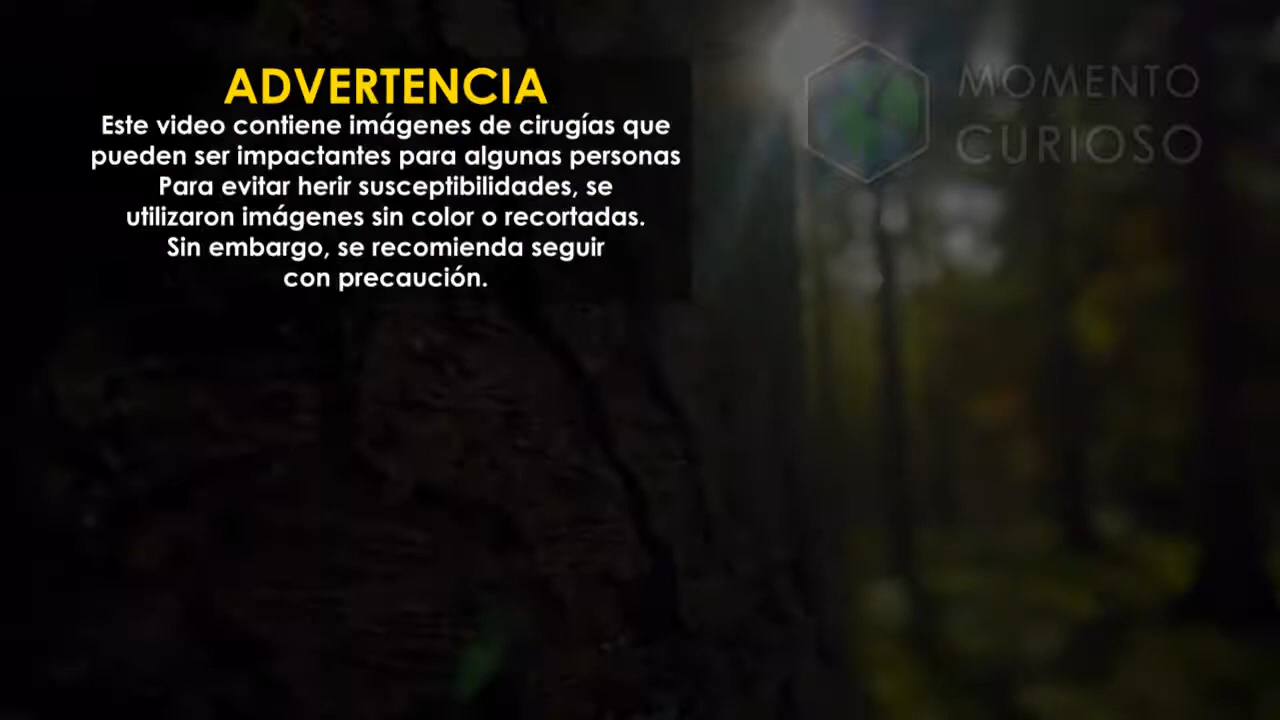 ADVERTENCIA
Este video contiene imágenes de cirugías que
pueden ser impactantes para algunas personas
Para evitar herir susceptibilidades, se
utilizaron imágenes sin color o recortadas.
Sin embargo, se recomienda seguir
con precaución.
MOMENTO
CURIOSO